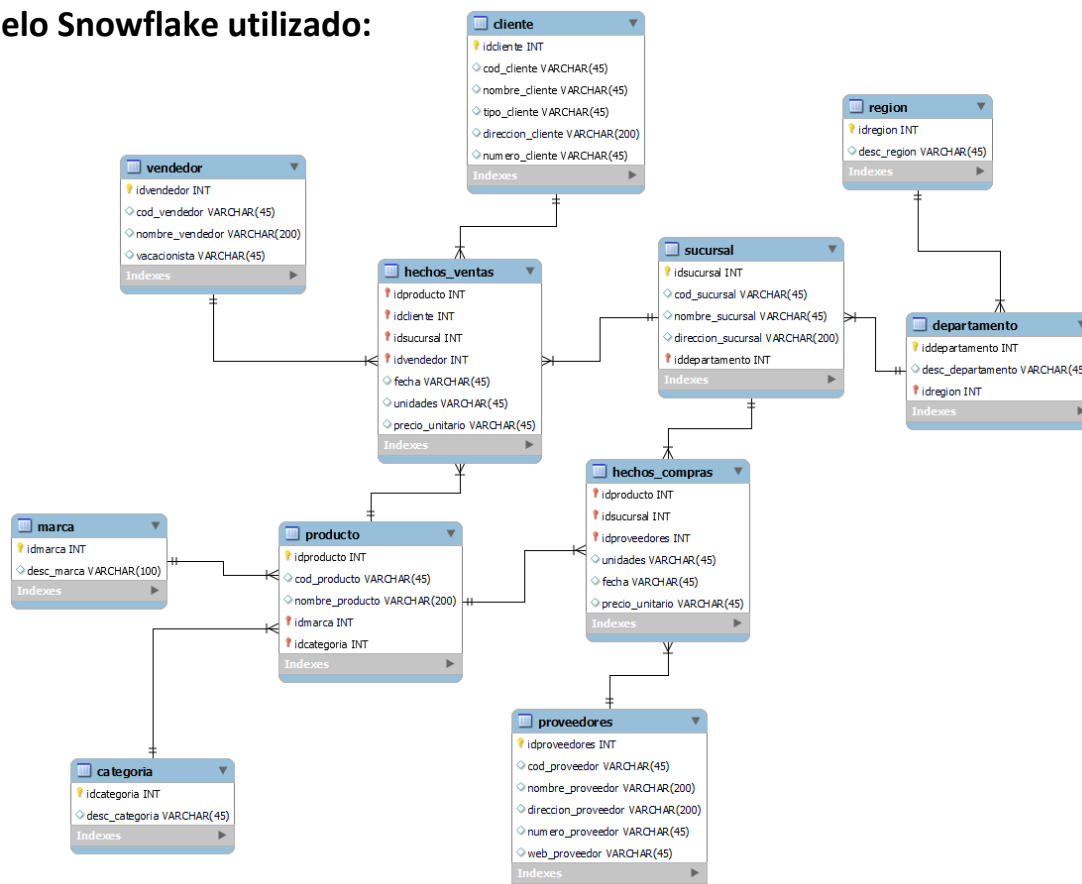 elo Snowflake utilizado:
cliente
idcliente INT
cod_cliente VARCHAR(45)
nombre_cliente VARCHAR(45)
tipo_cliente VARCHAR(45)
direccion_cliente VARCHAR(200)
numero_cliente VARCHAR(45)
Indexes
region
idregion INT
desc_region VARCHAR(45)
Indexes
vendedor
idvendedor INT
cod_vendedor VARCHAR(45)
nombre_vendedor VARCHAR(200)
vacacionista VARCHAR(45)
Indexes
hechos_ventas
idproducto INT
idcliente INT
idsucursal INT
idvendedor INT
fecha VARCHAR(45)
unidades VARCHAR(45)
precio_unitario VARCHAR(45)
Indexes
sucursal
idsucursal INT
cod_sucursal VARCHAR(45)
nombre_sucursal VARCHAR(45)
direccion_sucursal VARCHAR(200)
iddepartamento INT
Indexes
departamento
iddepartamento INT
desc_departamento VARCHAR(45
idregion INT
Indexes
hechos_compras
idproducto INT
idsucursal INT
idproveedores INT
unidades VARCHAR(45)
fecha VARCHAR(45)
precio_unitario VARCHAR(45)
Indexes
marca
idmarca INT
desc_marca VARCHAR(100)
Indexes
producto
idproducto INT
cod_producto VARCHAR(45)
nombre_producto VARCHAR(200)
idmarca INT
idcategoria INT
Indexes
categoria
idcategoria INT
desc_categoria VARCHAR(45)
Indexes
proveedores
idproveedores INT
cod_proveedor VARCHAR(45)
nombre_proveedor VARCHAR(200)
direccion_proveedor VARCHAR(200)
numero_proveedor VARCHAR(45)
web_proveedor VARCHAR(45)
Indexes